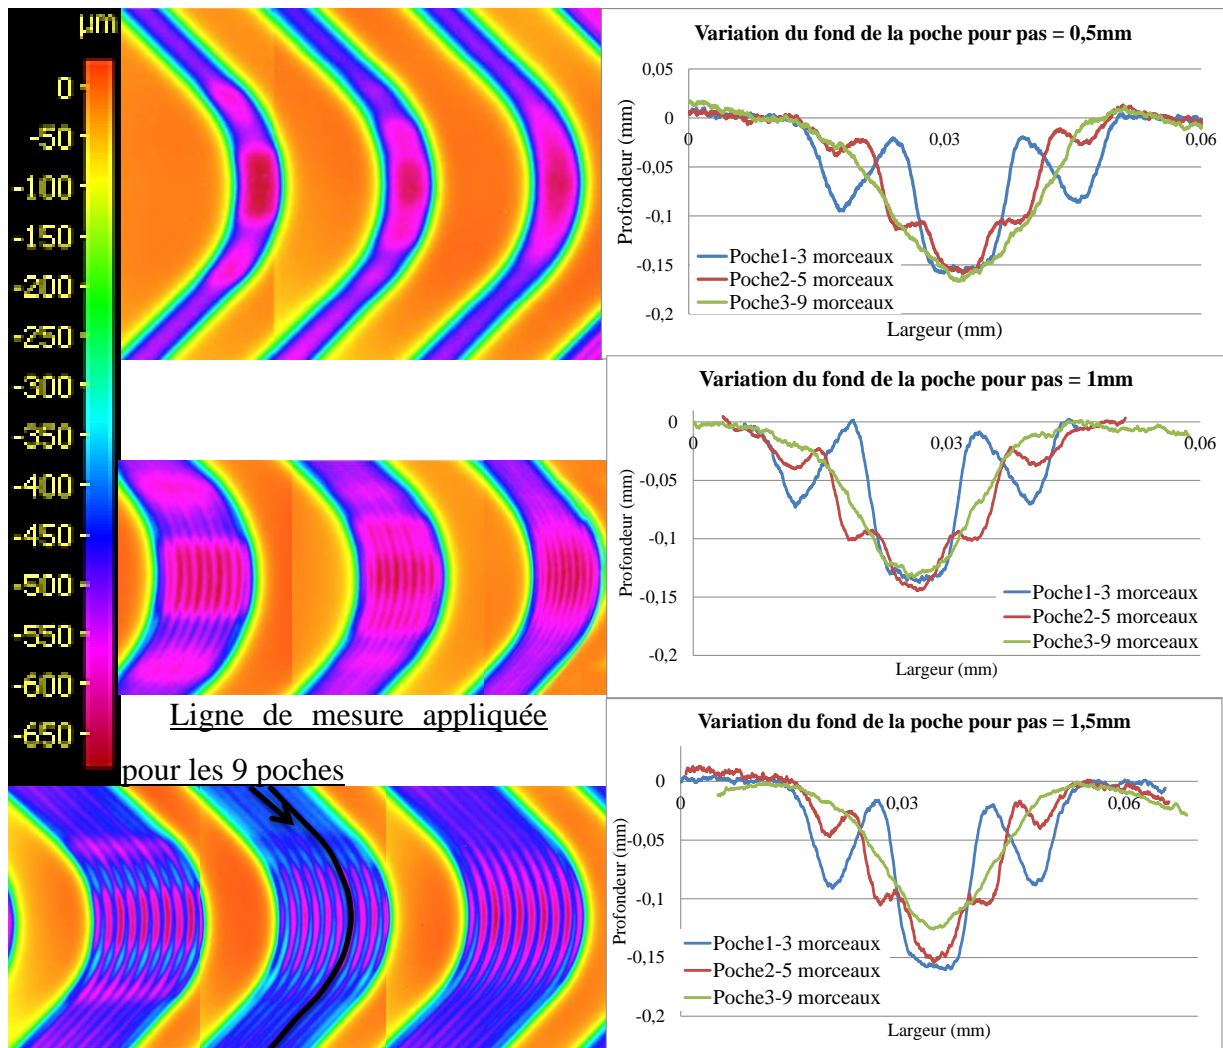 µm
0
-50
-100
-150
-200
-250
-300
-350
-400
-450
-500
-550
-600
-650
Variation du fond de la poche pour pas = 0,5mm
0,05
0
-0,05
-0,1
-0,15
-0,2
0
0,03
0,06
Profondeur (mm)
Largeur (mm)
Poche1-3 morceaux
Poche2-5 morceaux
Poche3-9 morceaux
Variation du fond de la poche pour pas = 1mm
0
-0,05
-0,1
-0,15
-0,2
0
0,03
0,06
Profondeur (mm)
Largeur (mm)
Poche1-3 morceaux
Poche2-5 morceaux
Poche3-9 morceaux
Ligne de mesure appliquée
pour les 9 poches
Variation du fond de la poche pour pas = 1,5mm
0
-0,05
-0,1
-0,15
-0,2
0
0,03
0,06
Profondeur (mm)
Largeur (mm)
Poche1-3 morceaux
Poche2-5 morceaux
Poche3-9 morceaux